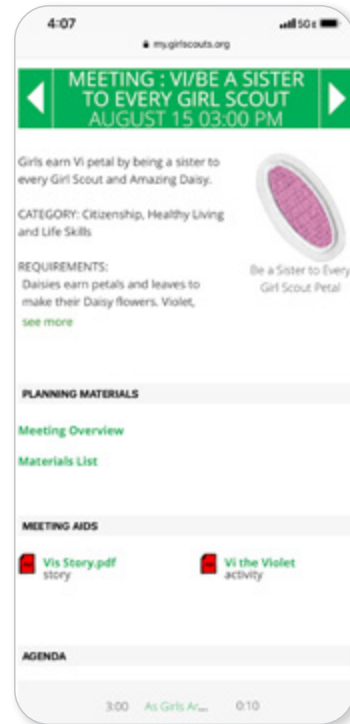 4:07
5GE
my.girlscouts.org
MEETING : VI/BE A SISTER
TO EVERY GIRL SCOUT
AUGUST 15 03:00 PM
Girls earn Vi petal by being a sister to
every Girl Scout and Amazing Daisy.
CATEGORY: Citizenship, Healthy Living
and Life Skills
REQUIREMENTS:
Daisies earn petals and leaves to
make their Daisy flowers. Violet,
see more
Be a Sister to Every
Girl Scout Petal
PLANNING MATERIALS
Meeting Overview
Materials List
MEETING AIDS
Vis Story.pdf
story
Vi the Violet
activity
AGENDA
3:00 As Girls Ar... 0:10